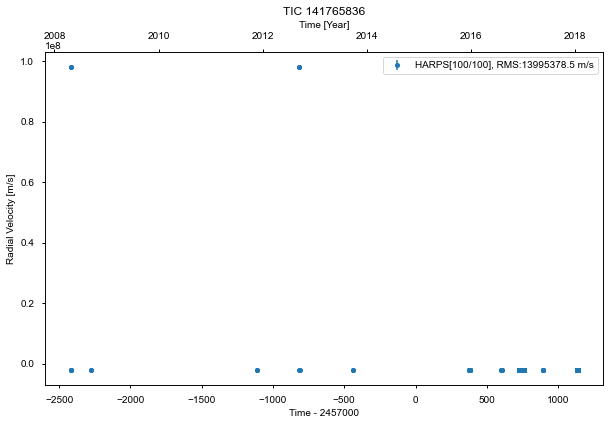 TIC 141765836
Time [Year]
2008 2010 2012 2014 2016 2018
1e8
HARPS[100/100], RMS:13995378.5 m/s
1.0
0.8
0.6
0.4
0.2
0.0
Radial Velocity [m/s]
−2500 −2000 −1500 −1000 −500 0 500 1000
Time - 2457000